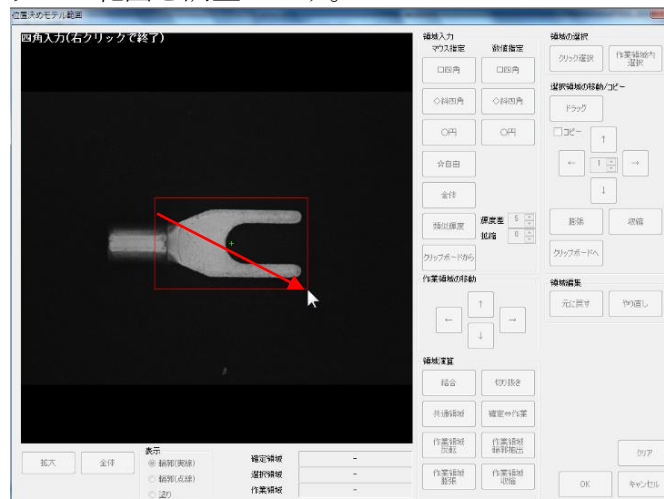 位置決めモデル範囲
四角入力(右クリックで終了)
領域入力
マウス指定
数値指定
□四角
□四角
◇斜四角
◇斜四角
○円
○円
☆自由
全体
類似輝度
輝度差
5
拡縮
0
クリップボードから
作業領域の移動
↑
←
→
↓
領域演算
結合
切り抜き
共通領域
確定⇔作業
作業領域
反転
作業領域
輪郭抽出
作業領域
膨張
作業領域
収縮
領域の選択
クリック選択
作業領域内
選択
選択領域の移動/コピー
ドラッグ
コピー
↑
←
1
→
↓
膨張
収縮
クリップボードへ
領域編集
元に戻す
やり直し
クリア
OK
キャンセル
拡大
全体
表示
輪郭(実線)
輪郭(点線)
塗り
確定領域
-
選択領域
-
作業領域
-